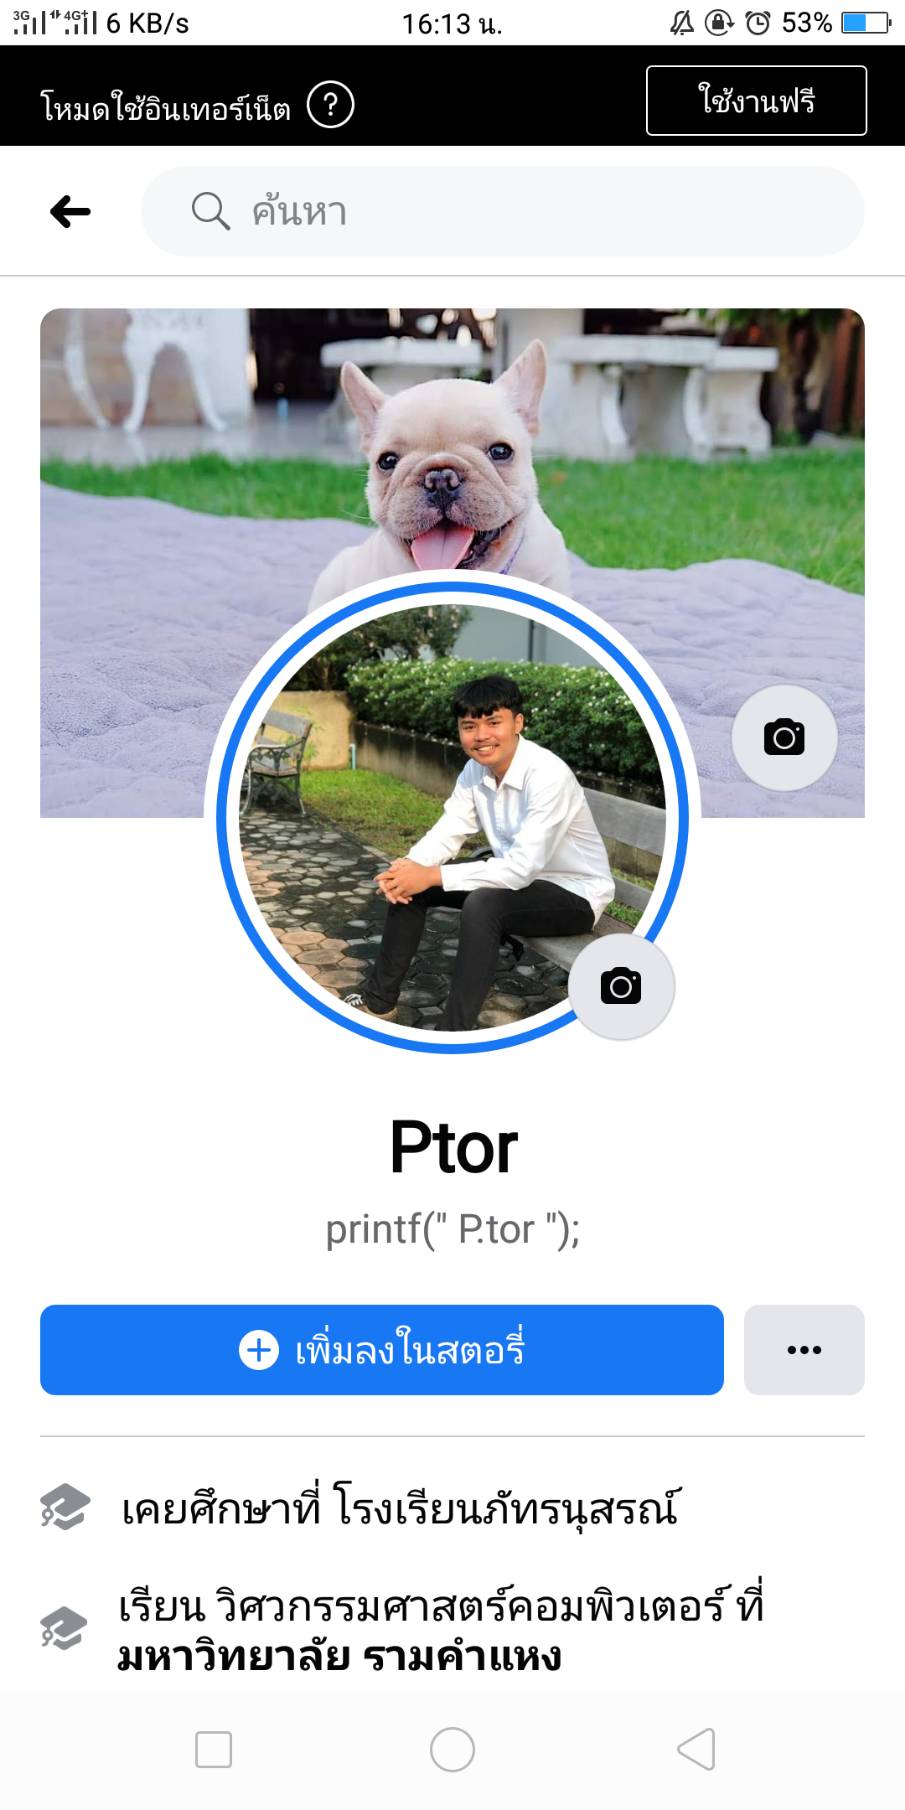 3G 4G+ 6 KB/s 16:13 น. 53%
โหมดใช้อินเทอร์เน็ต ? ใช้งานฟรี
ค้นหา
Ptor
printf(" P.tor ");
เพิ่มลงในสตอรี่
เคยศึกษาที่ โรงเรียนภัทรนุสรณ์
เรียน วิศวกรรมศาสตร์คอมพิวเตอร์ ที่
มหาวิทยาลัย รามคำแหง